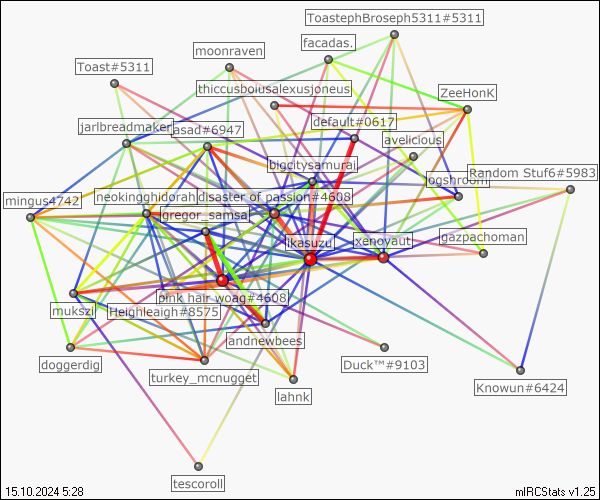 ToastephBroseph5311#5311
facadas.
moonraven
Toast#5311
thiccusboiusalexusjoneus
ZeeHonK
default#0617
jarlbreadmaker
asad#6947
avelicious
bigcitysamurai
Random Stuf6#5983
ogshroom
mingus4742
neokingghidorah
disaster of passion#4608
gregor_samsa
ikasuzu
xenoyaut
gazpachoman
pink hair woag#4608
mukszi
Heighleaigh#8575
andnewbees
doggerdig
turkey_mcnugget
Duck™#9103
lahnk
Knowun#6424
tescoroll
15.10.2024 5:28
mIRCStats v1.25